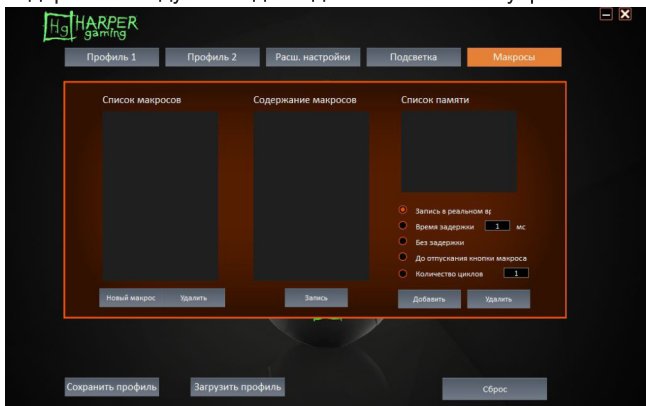 HARPER
Hg gaming
Профиль 1 Профиль 2 Расш. настройки Подсветка Макросы
Список макросов Содержание макросов Список памяти
Запись в реальном вр
Время задержки 1 мс
Без задержки
До отпускания кнопки макроса
Количество циклов 1
Новый макрос Удалить Запись Добавить Удалить
Сохранить профиль Загрузить профиль Сброс